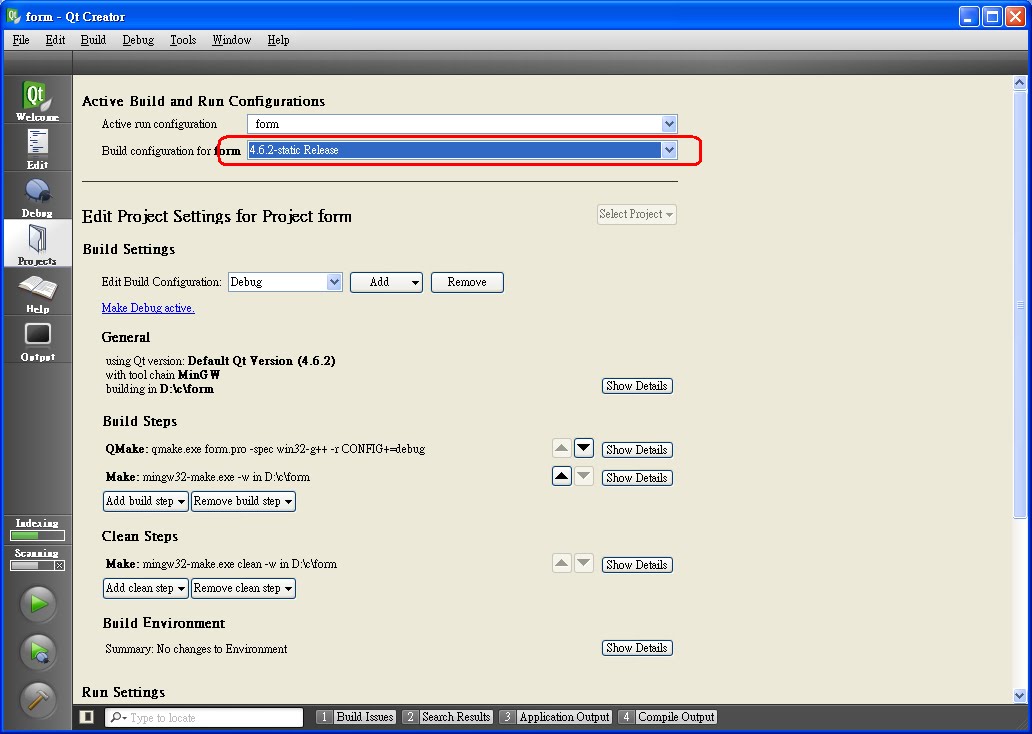 form - Qt Creator
File Edit Build Debug Tools Window Help
Qt
Welcome
Edit
Debug
Projects
Help
Output
Indexing
Scanning
Active Build and Run Configurations
Active run configuration form
Build configuration for form 4.6.2-static Release
Edit Project Settings for Project form Select Project
Build Settings
Edit Build Configuration: Debug Add Remove
Make Debug active.
General
using Qt version: Default Qt Version (4.6.2)
with tool chain MinGW
building in D:\c\form Show Details
Build Steps
QMake: qmake.exe form.pro -spec win32-g++ -r CONFIG+=debug Show Details
Make: mingw32-make.exe -w in D:\c\form Show Details
Add build step Remove build step
Clean Steps
Make: mingw32-make.exe clean -w in D:\c\form Show Details
Add clean step Remove clean step
Build Environment
Summary: No changes to Environment Show Details
Run Settings
Type to locate 1 Build Issues 2 Search Results 3 Application Output 4 Compile Output